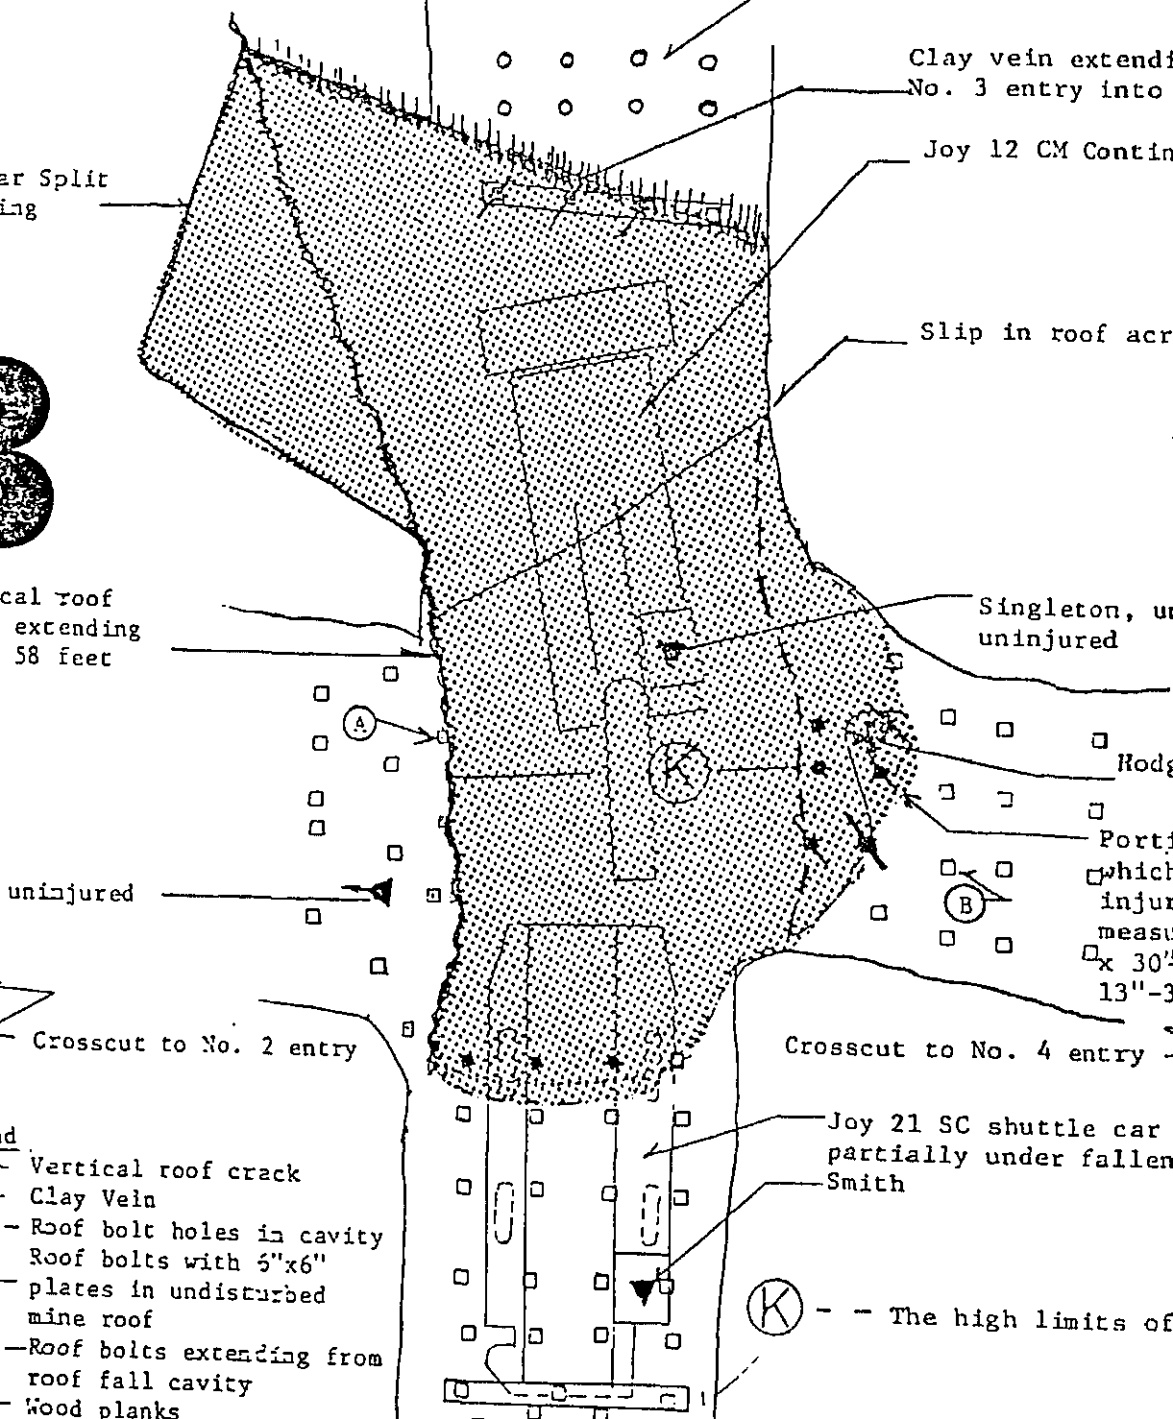 Clay vein extendi
No. 3 entry into
Joy 12 CM Contin
ar Split
ing
Slip in roof acr
cal roof
extending
58 feet
Singleton, un
uninjured
A
K
Hodg
Porti
which
injur
measu
x 30"
13"-3
B
uninjured
Crosscut to No. 2 entry
Crosscut to No. 4 entry -
Joy 21 SC shuttle car
partially under fallen
Smith
nd
- Vertical roof crack
- Clay Vein
- Roof bolt holes in cavity
Roof bolts with 6"x6"
plates in undisturbed
mine roof
- Roof bolts extending from
roof fall cavity
- Wood planks
K - - The high limits of